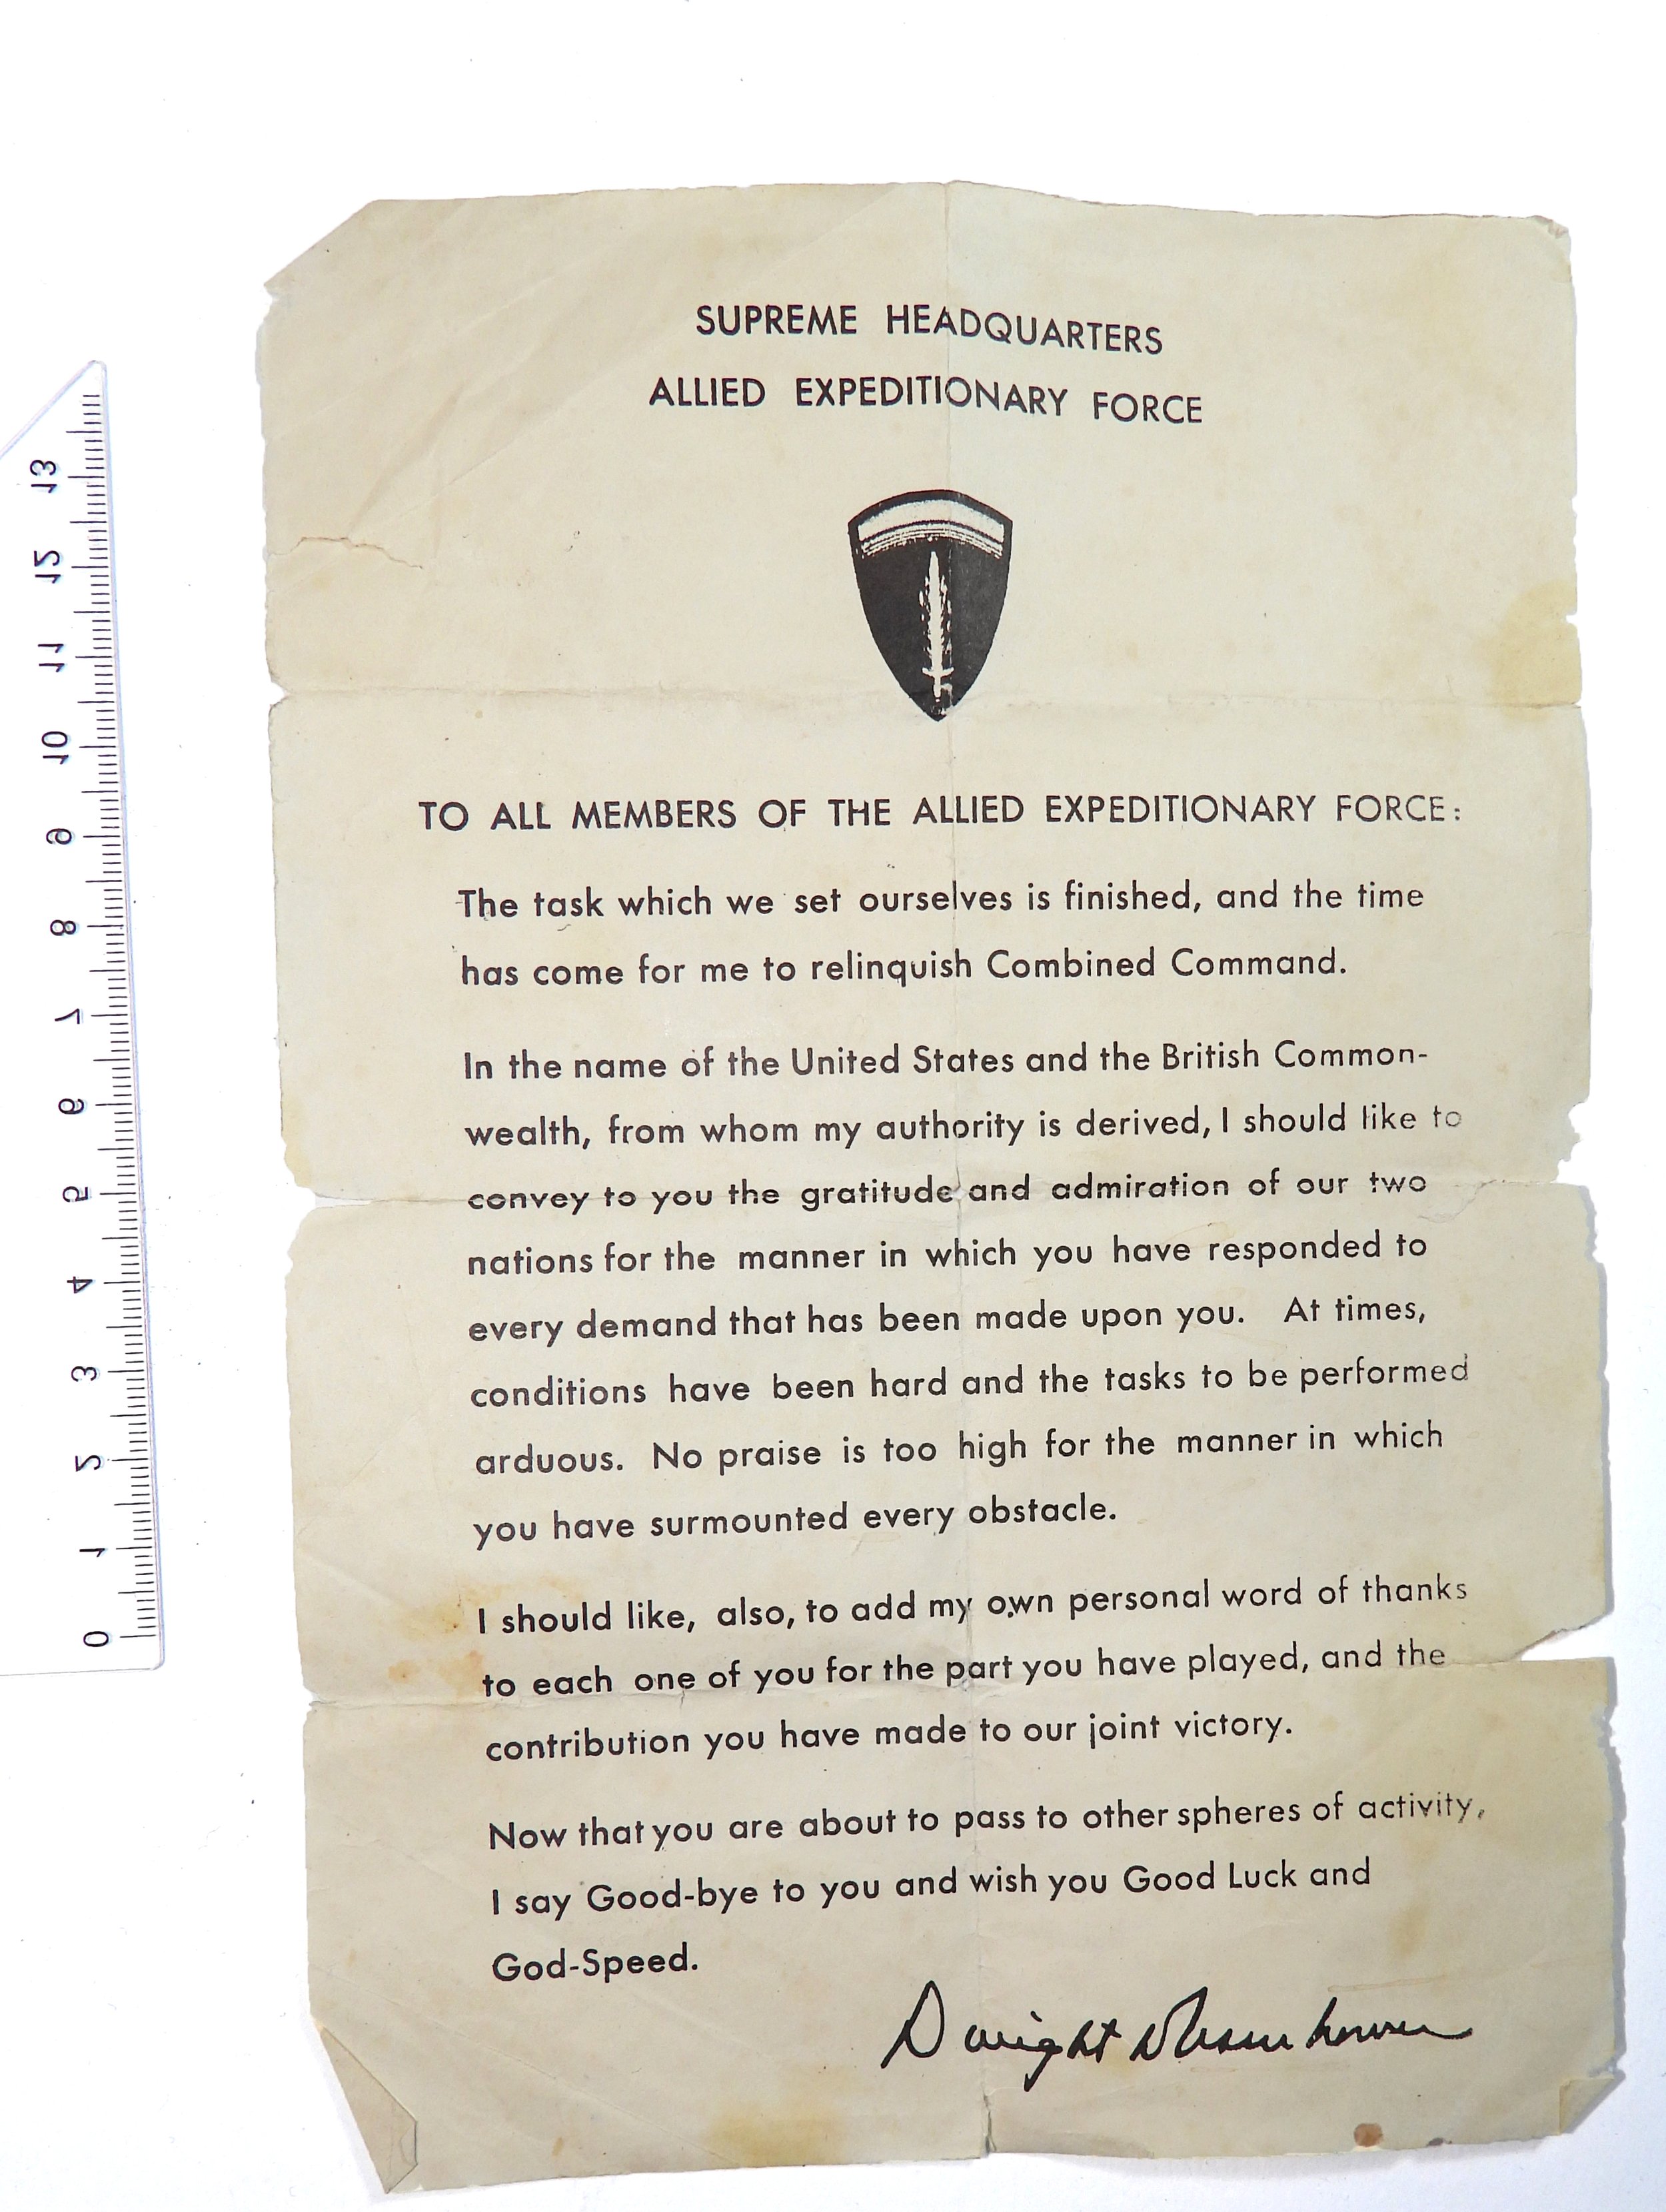 SUPREME HEADQUARTERS
ALLIED EXPEDITIONARY FORCE
TO ALL MEMBERS OF THE ALLIED EXPEDITIONARY FORCE:
The task which we set ourselves is finished, and the time
has come for me to relinquish Combined Command.
In the name of the United States and the British Common-
wealth, from whom my authority is derived, I should like to
convey to you the gratitude and admiration of our two
nations for the manner in which you have responded to
every demand that has been made upon you. At times,
conditions have been hard and the tasks to be performed
arduous. No praise is too high for the manner in which
you have surmounted every obstacle.
I should like, also, to add my own personal word of thanks
to each one of you for the part you have played, and the
contribution you have made to our joint victory.
Now that you are about to pass to other spheres of activity,
I say Good-bye to you and wish you Good Luck and
God-Speed.
Dwight D Eisenhower
13
12
11
10
9
8
7
6
5
4
3
2
1
0